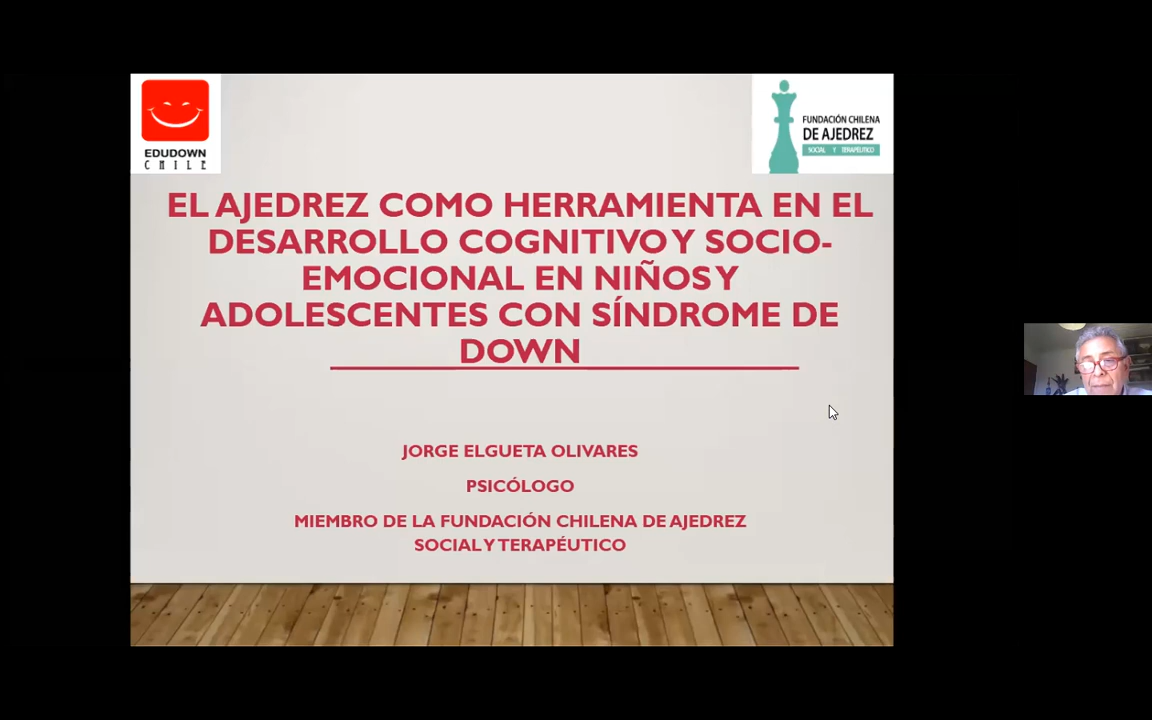 EDUDOWN
CHILE
FUNDACIÓN CHILENA
DE AJEDREZ
SOCIAL Y TERAPÉUTICO
EL AJEDREZ COMO HERRAMIENTA EN EL
DESARROLLO COGNITIVO Y SOCIO-
EMOCIONAL EN NIÑOS Y
ADOLESCENTES CON SÍNDROME DE
DOWN
JORGE ELGUETA OLIVARES
PSICÓLOGO
MIEMBRO DE LA FUNDACIÓN CHILENA DE AJEDREZ
SOCIAL Y TERAPÉUTICO